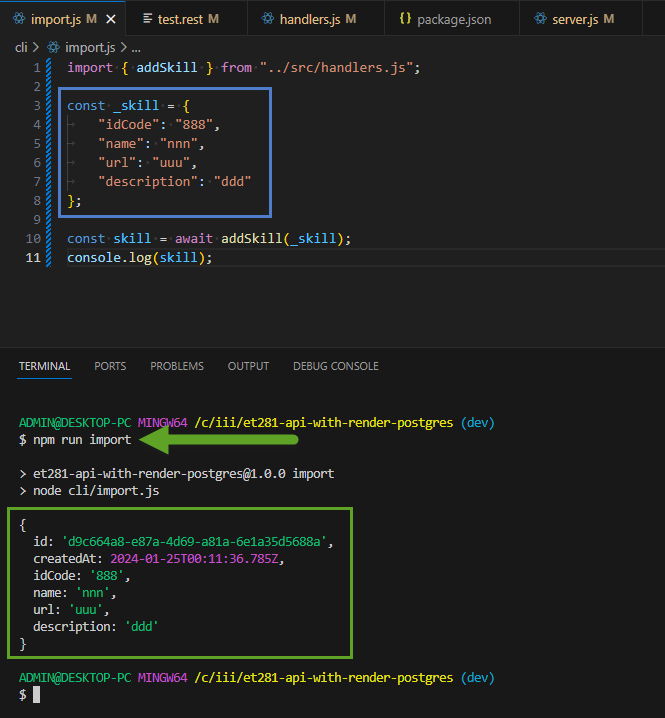 import.js M
test.rest M
handlers.js M
{} package.json
server.js M
cli > import.js > ...
1 import { addSkill } from "../src/handlers.js";
2
3 const _skill = {
4 "idCode": "888",
5 "name": "nnn",
6 "url": "uuu",
7 "description": "ddd"
8 };
9
10 const skill = await addSkill(_skill);
11 console.log(skill);
TERMINAL PORTS PROBLEMS OUTPUT DEBUG CONSOLE
ADMIN@DESKTOP-PC MINGW64 /c/iii/et281-api-with-render-postgres (dev)
$ npm run import
> et281-api-with-render-postgres@1.0.0 import
> node cli/import.js
{
id: 'd9c664a8-e87a-4d69-a81a-6e1a35d5688a',
createdAt: 2024-01-25T00:11:36.785Z,
idCode: '888',
name: 'nnn',
url: 'uuu',
description: 'ddd'
}
ADMIN@DESKTOP-PC MINGW64 /c/iii/et281-api-with-render-postgres (dev)
$